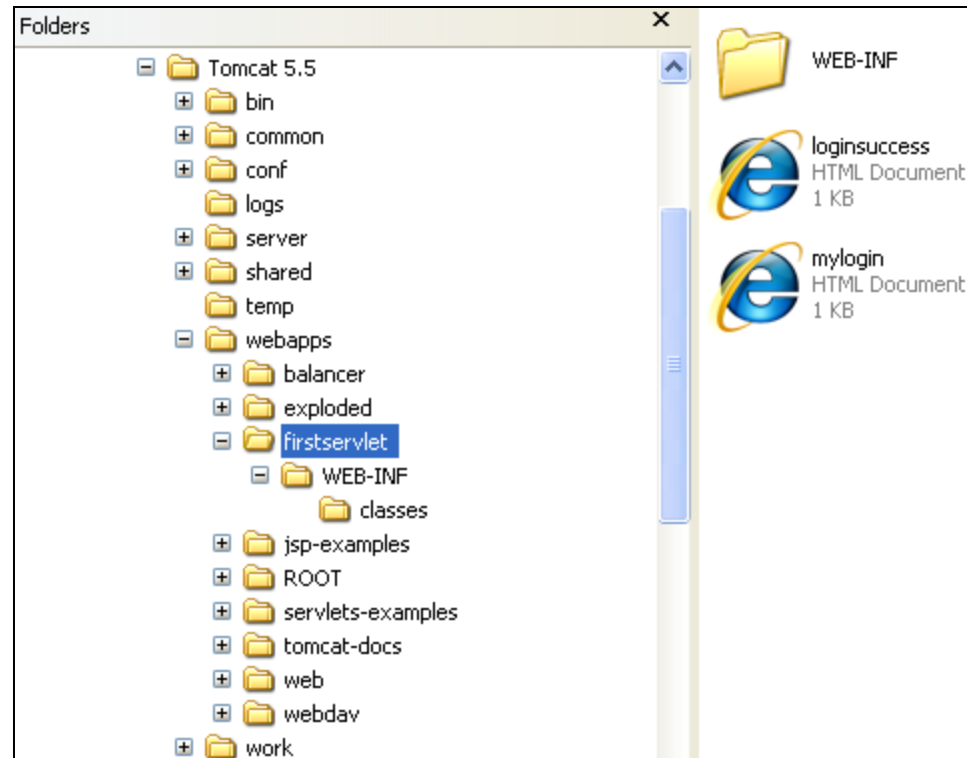 Folders
Tomcat 5.5
bin
common
conf
logs
server
shared
temp
webapps
balancer
exploded
firstservlet
WEB-INF
classes
jsp-examples
ROOT
servlets-examples
tomcat-docs
web
webdav
work
WEB-INF
loginsuccess
HTML Document
1 KB
mylogin
HTML Document
1 KB